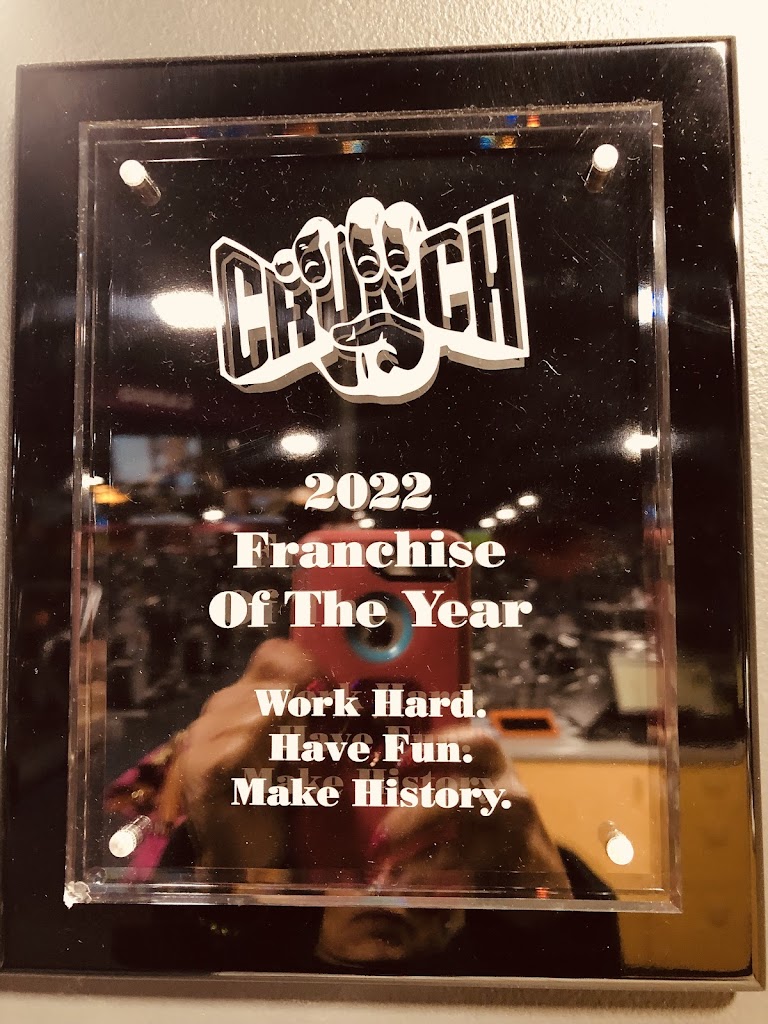 CRUNCH
2022
Franchise
Of The Year
Work Hard.
Have Fun.
Make History.